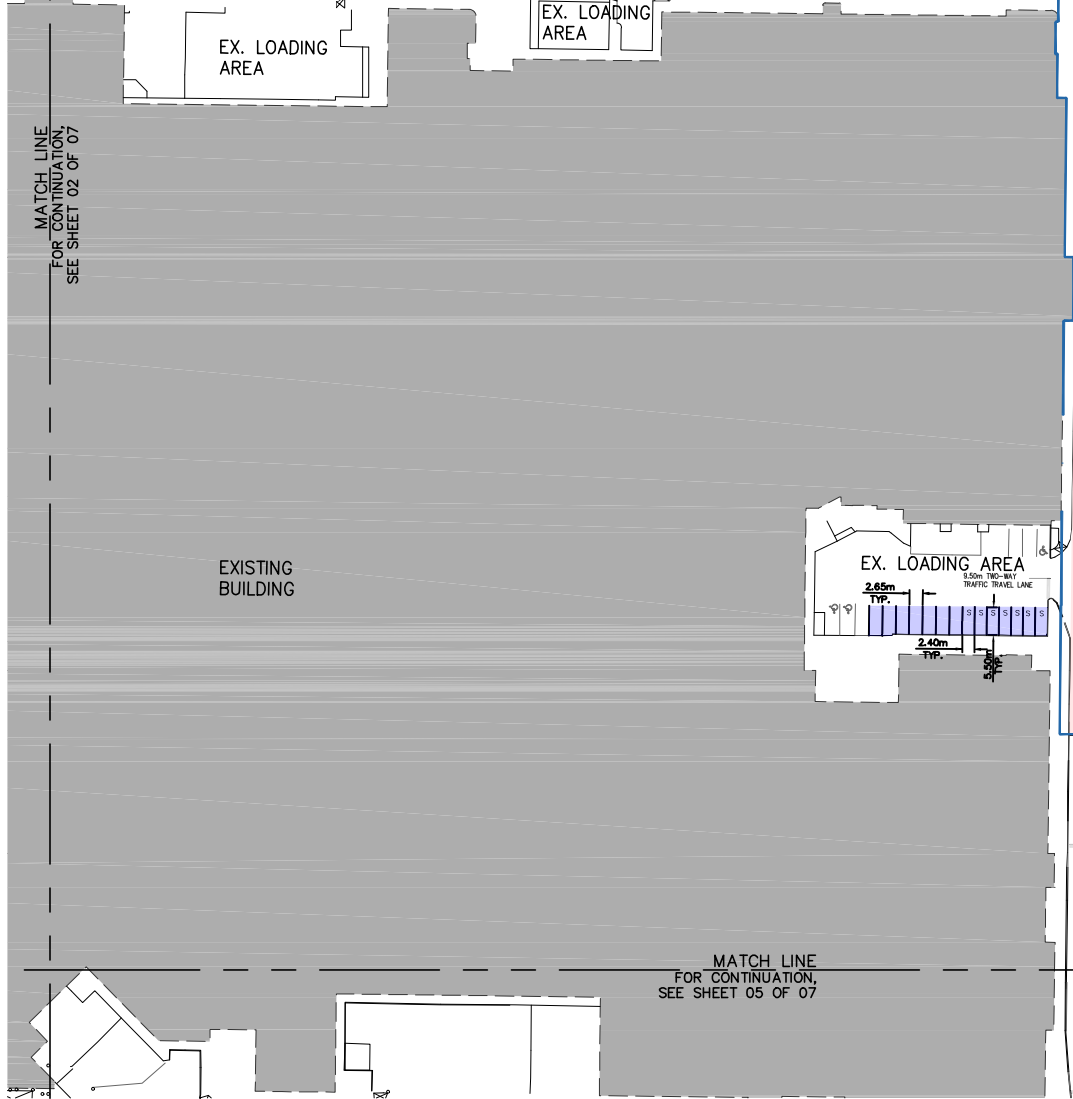 EX. LOADING
AREA
EX. LOADING
AREA
MATCH LINE
FOR CONTINUATION,
SEE SHEET 02 OF 07
EXISTING
BUILDING
EX. LOADING AREA
9.50m TWO-WAY
TRAFFIC TRAVEL LANE
2.65m
TYP.
S S S S S S S
2.40m
TYP.
5.50m
TYP.
MATCH LINE
FOR CONTINUATION,
SEE SHEET 05 OF 07